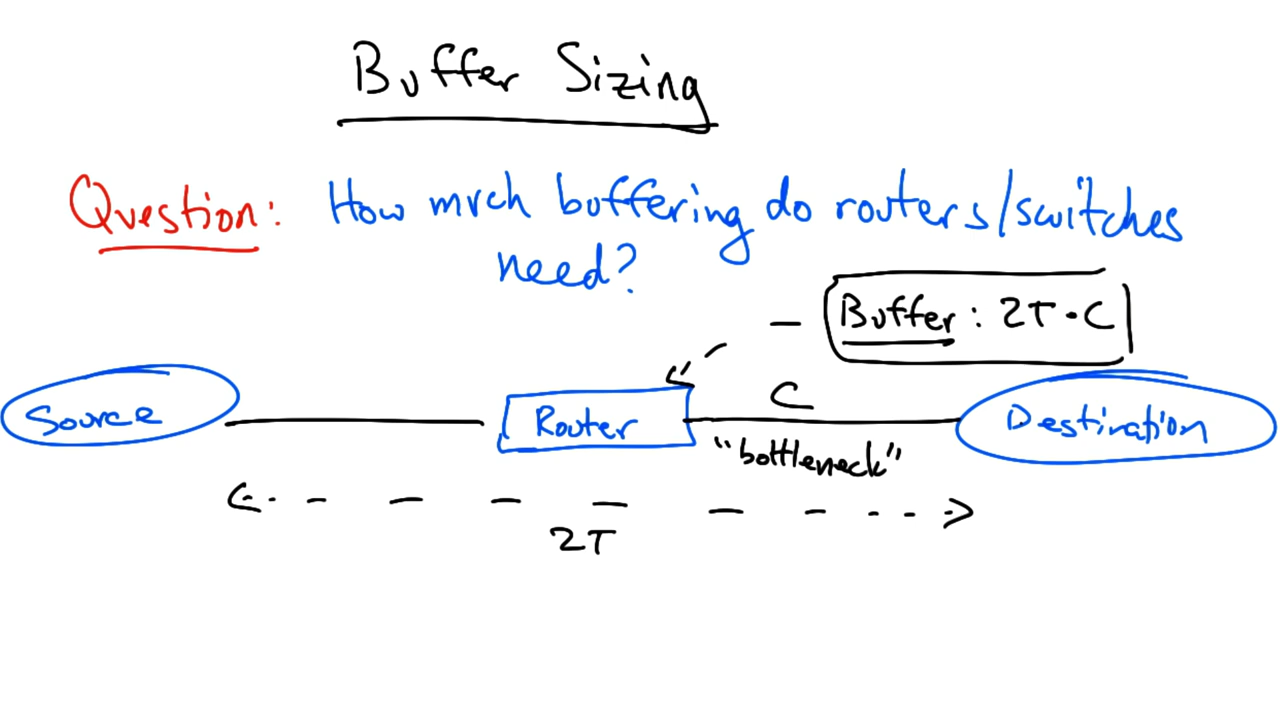 Buffer Sizing
Question: How much buffering do routers/switches
need?
Buffer: 2T·C
Source
Router
C
"bottleneck"
Destination
2T